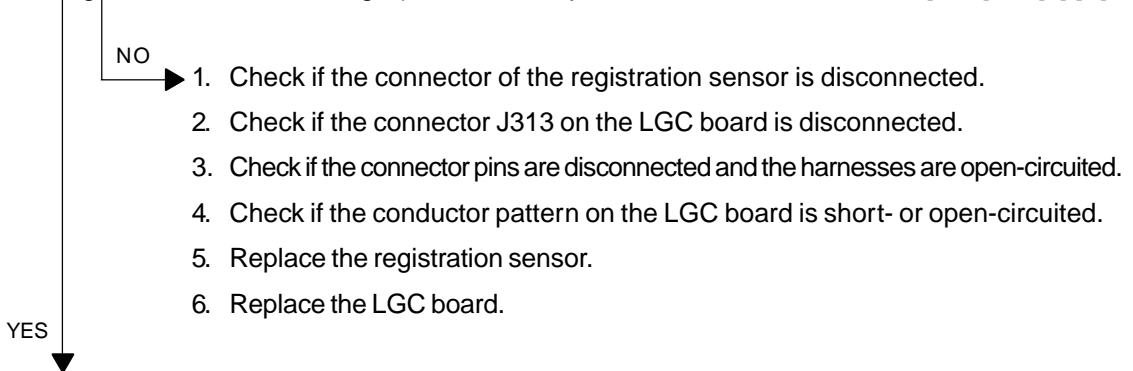 NO
1. Check if the connector of the registration sensor is disconnected.
2. Check if the connector J313 on the LGC board is disconnected.
3. Check if the connector pins are disconnected and the harnesses are open-circuited.
4. Check if the conductor pattern on the LGC board is short- or open-circuited.
5. Replace the registration sensor.
6. Replace the LGC board.
YES